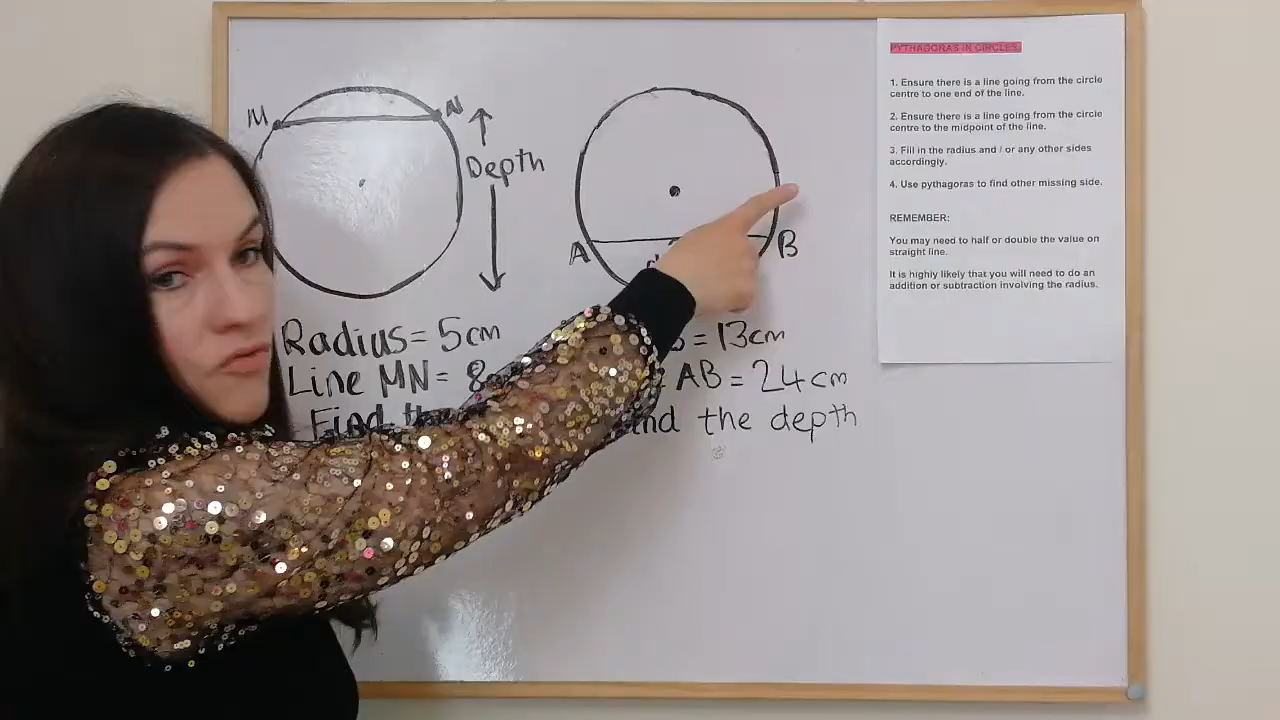 M
N
Depth
Radius = 5cm
Line MN = 8
Find the
A
B
d
= 13cm
AB = 24cm
the depth
PYTHAGORAS IN CIRCLES.
1. Ensure there is a line going from the circle
centre to one end of the line.
2. Ensure there is a line going from the circle
centre to the midpoint of the line.
3. Fill in the radius and / or any other sides
accordingly.
4. Use pythagoras to find other missing side.
REMEMBER:
You may need to half or double the value on
straight line.
It is highly likely that you will need to do an
addition or subtraction involving the radius.